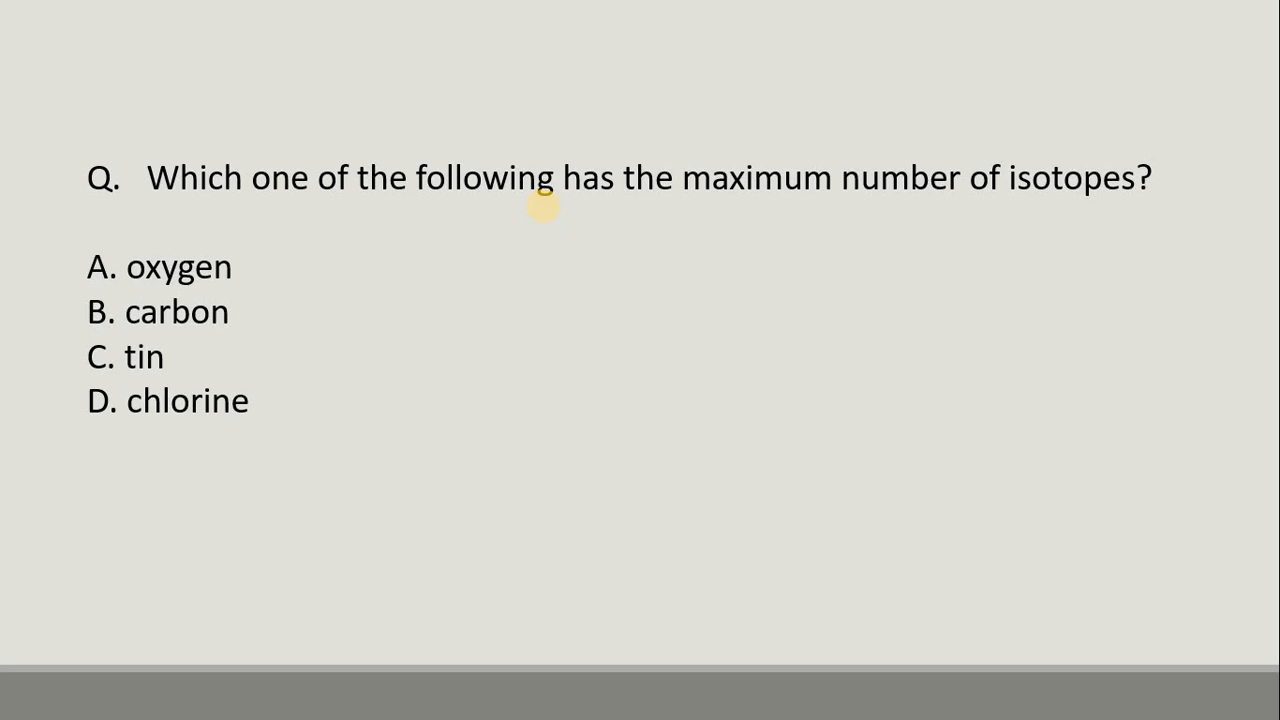 Q. Which one of the following has the maximum number of isotopes?
A. oxygen
B. carbon
C. tin
D. chlorine